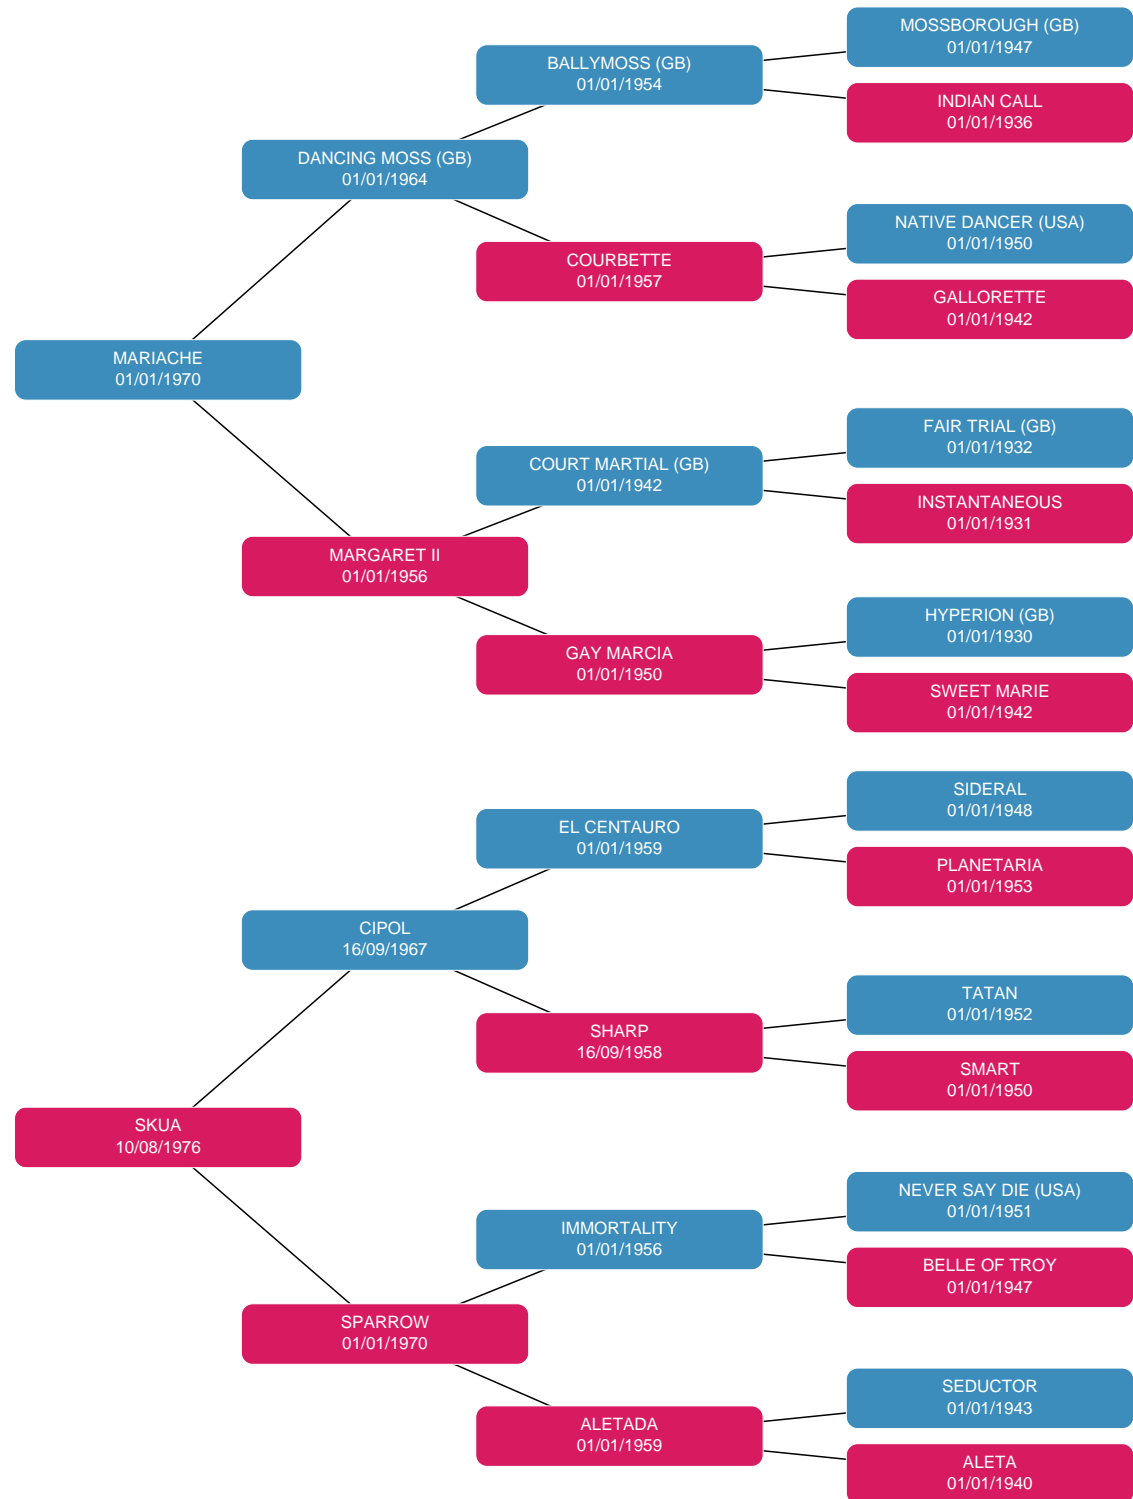 MOSSBOROUGH (GB)
01/01/1947
BALLYMOSS (GB)
01/01/1954
INDIAN CALL
01/01/1936
DANCING MOSS (GB)
01/01/1964
NATIVE DANCER (USA)
01/01/1950
COURBETTE
01/01/1957
GALLORETTE
01/01/1942
MARIACHE
01/01/1970
FAIR TRIAL (GB)
01/01/1932
COURT MARTIAL (GB)
01/01/1942
INSTANTANEOUS
01/01/1931
MARGARET II
01/01/1956
HYPERION (GB)
01/01/1930
GAY MARCIA
01/01/1950
SWEET MARIE
01/01/1942
SIDERAL
01/01/1948
EL CENTAURO
01/01/1959
PLANETARIA
01/01/1953
CIPOL
16/09/1967
TATAN
01/01/1952
SHARP
16/09/1958
SMART
01/01/1950
SKUA
10/08/1976
NEVER SAY DIE (USA)
01/01/1951
IMMORTALITY
01/01/1956
BELLE OF TROY
01/01/1947
SPARROW
01/01/1970
SEDUCTOR
01/01/1943
ALETADA
01/01/1959
ALETA
01/01/1940